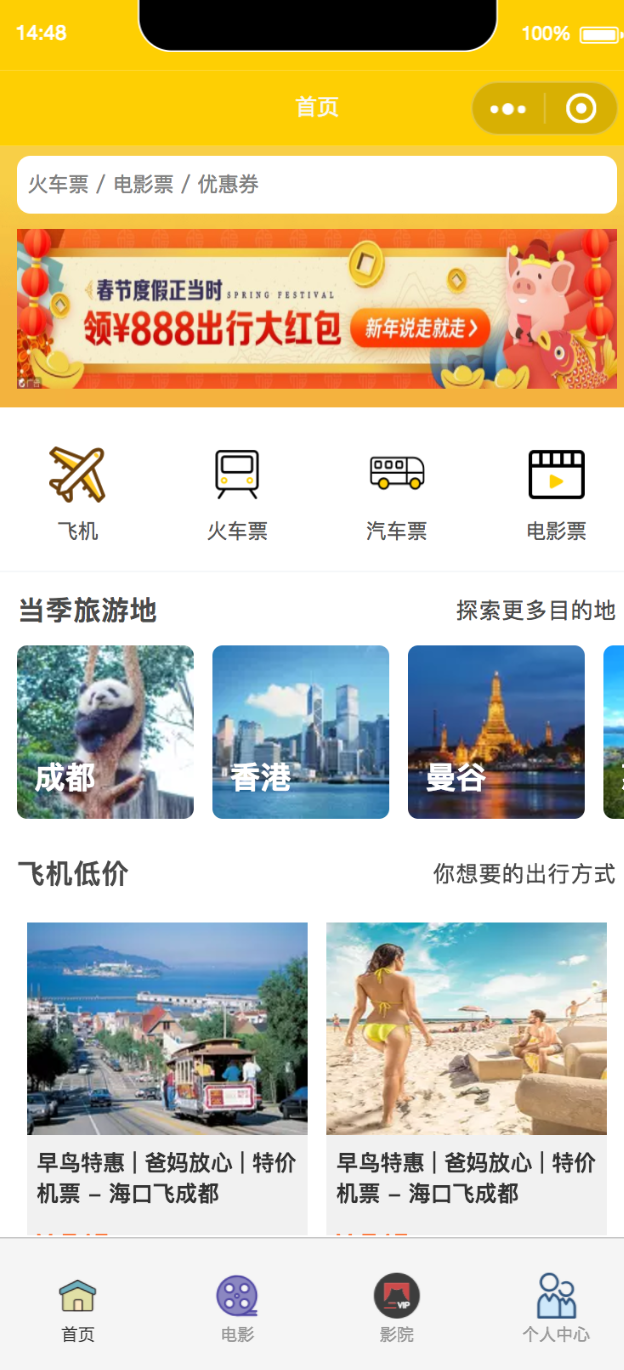 14:48
100%
首页
火车票 / 电影票 / 优惠券
春节度假正当时 SPRING FESTIVAL
领¥888出行大红包
新年说走就走
广告
飞机
火车票
汽车票
电影票
当季旅游地
探索更多目的地
成都
香港
曼谷
飞机低价
你想要的出行方式
早鸟特惠 | 爸妈放心 | 特价
机票 – 海口飞成都
早鸟特惠 | 爸妈放心 | 特价
机票 – 海口飞成都
VIP
首页
电影
影院
个人中心